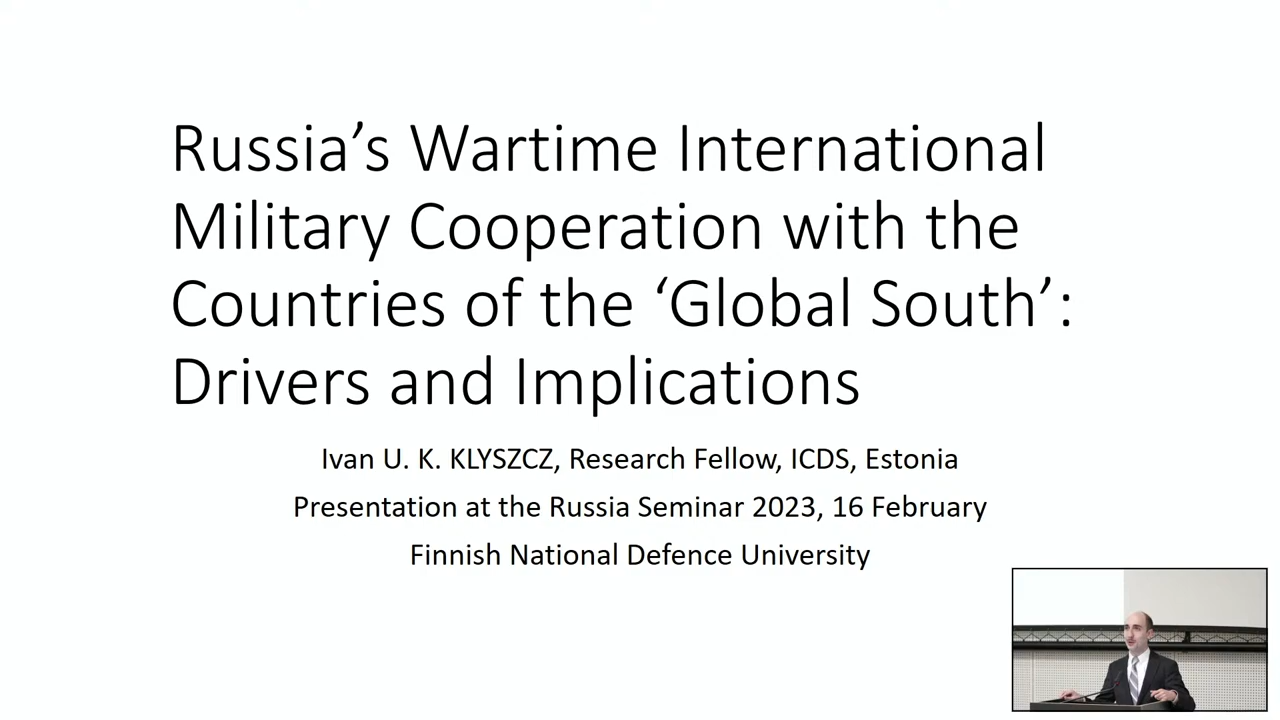 Russia’s Wartime International
Military Cooperation with the
Countries of the ‘Global South’:
Drivers and Implications
Ivan U. K. KLYSZCZ, Research Fellow, ICDS, Estonia
Presentation at the Russia Seminar 2023, 16 February
Finnish National Defence University